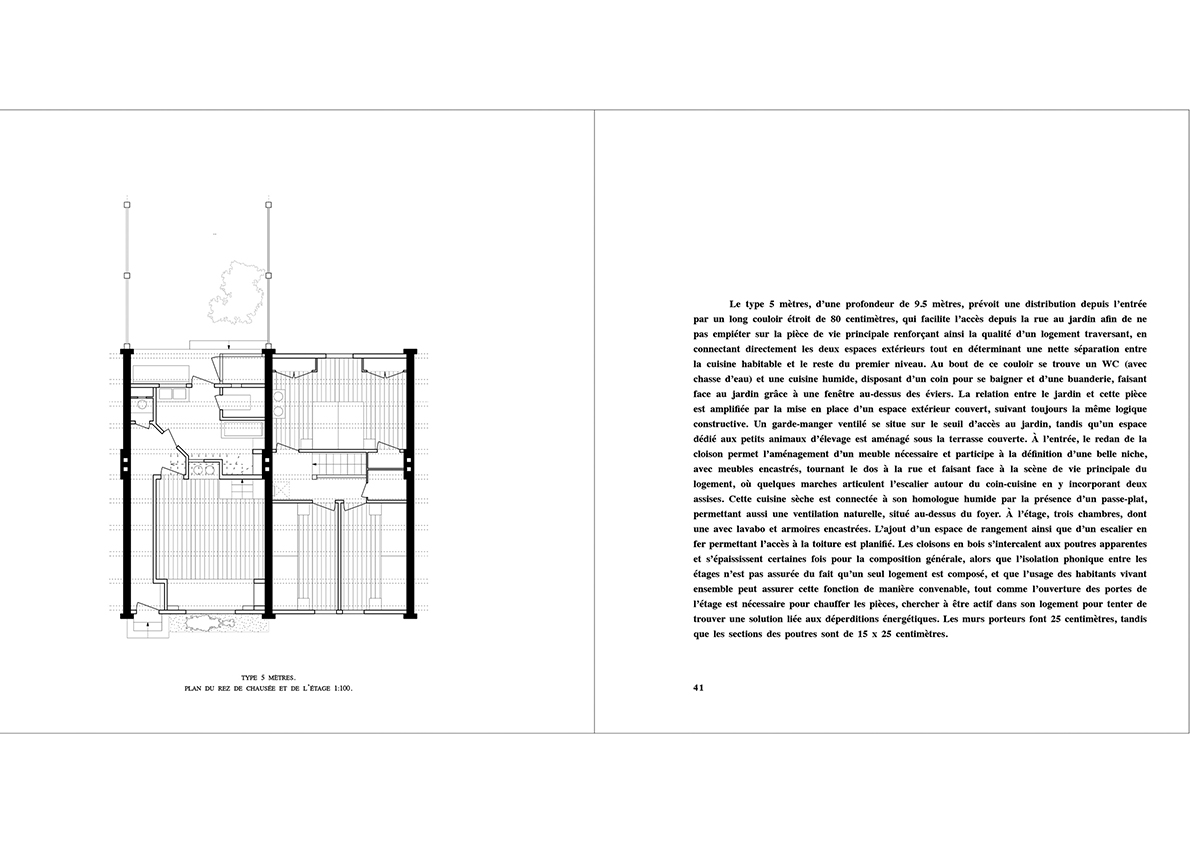 TYPE 5 MÈTRES.
PLAN DU REZ DE CHAUSÉE ET DE L'ÉTAGE 1:100.
Le type 5 mètres, d'une profondeur de 9.5 mètres, prévoit une distribution depuis l'entrée
par un long couloir étroit de 80 centimètres, qui facilite l'accès depuis la rue au jardin afin de ne
pas empiéter sur la pièce de vie principale renforçant ainsi la qualité d'un logement traversant, en
connectant directement les deux espaces extérieurs tout en déterminant une nette séparation entre
la cuisine habitable et le reste du premier niveau. Au bout de ce couloir se trouve un WC (avec
chasse d'eau) et une cuisine humide, disposant d'un coin pour se baigner et d'une buanderie, faisant
face au jardin grâce à une fenêtre au-dessus des éviers. La relation entre le jardin et cette pièce
est amplifiée par la mise en place d'un espace extérieur couvert, suivant toujours la même logique
constructive. Un garde-manger ventilé se situe sur le seuil d'accès au jardin, tandis qu'un espace
dédié aux petits animaux d'élevage est aménagé sous la terrasse couverte. À l'entrée, le redan de la
cloison permet l'aménagement d'un meuble nécessaire et participe à la définition d'une belle niche,
avec meubles encastrés, tournant le dos à la rue et faisant face à la scène de vie principale du
logement, où quelques marches articulent l'escalier autour du coin-cuisine en y incorporant deux
assises. Cette cuisine sèche est connectée à son homologue humide par la présence d'un passe-plat,
permettant aussi une ventilation naturelle, situé au-dessus du foyer. À l'étage, trois chambres, dont
une avec lavabo et armoires encastrées. L'ajout d'un espace de rangement ainsi que d'un escalier en
fer permettant l'accès à la toiture est planifié. Les cloisons en bois s'intercalent aux poutres apparentes
et s'épaississent certaines fois pour la composition générale, alors que l'isolation phonique entre les
étages n'est pas assurée du fait qu'un seul logement est composé, et que l'usage des habitants vivant
ensemble peut assurer cette fonction de manière convenable, tout comme l'ouverture des portes de
l'étage est nécessaire pour chauffer les pièces, chercher à être actif dans son logement pour tenter de
trouver une solution liée aux déperditions énergétiques. Les murs porteurs font 25 centimètres, tandis
que les sections des poutres sont de 15 x 25 centimètres.
41